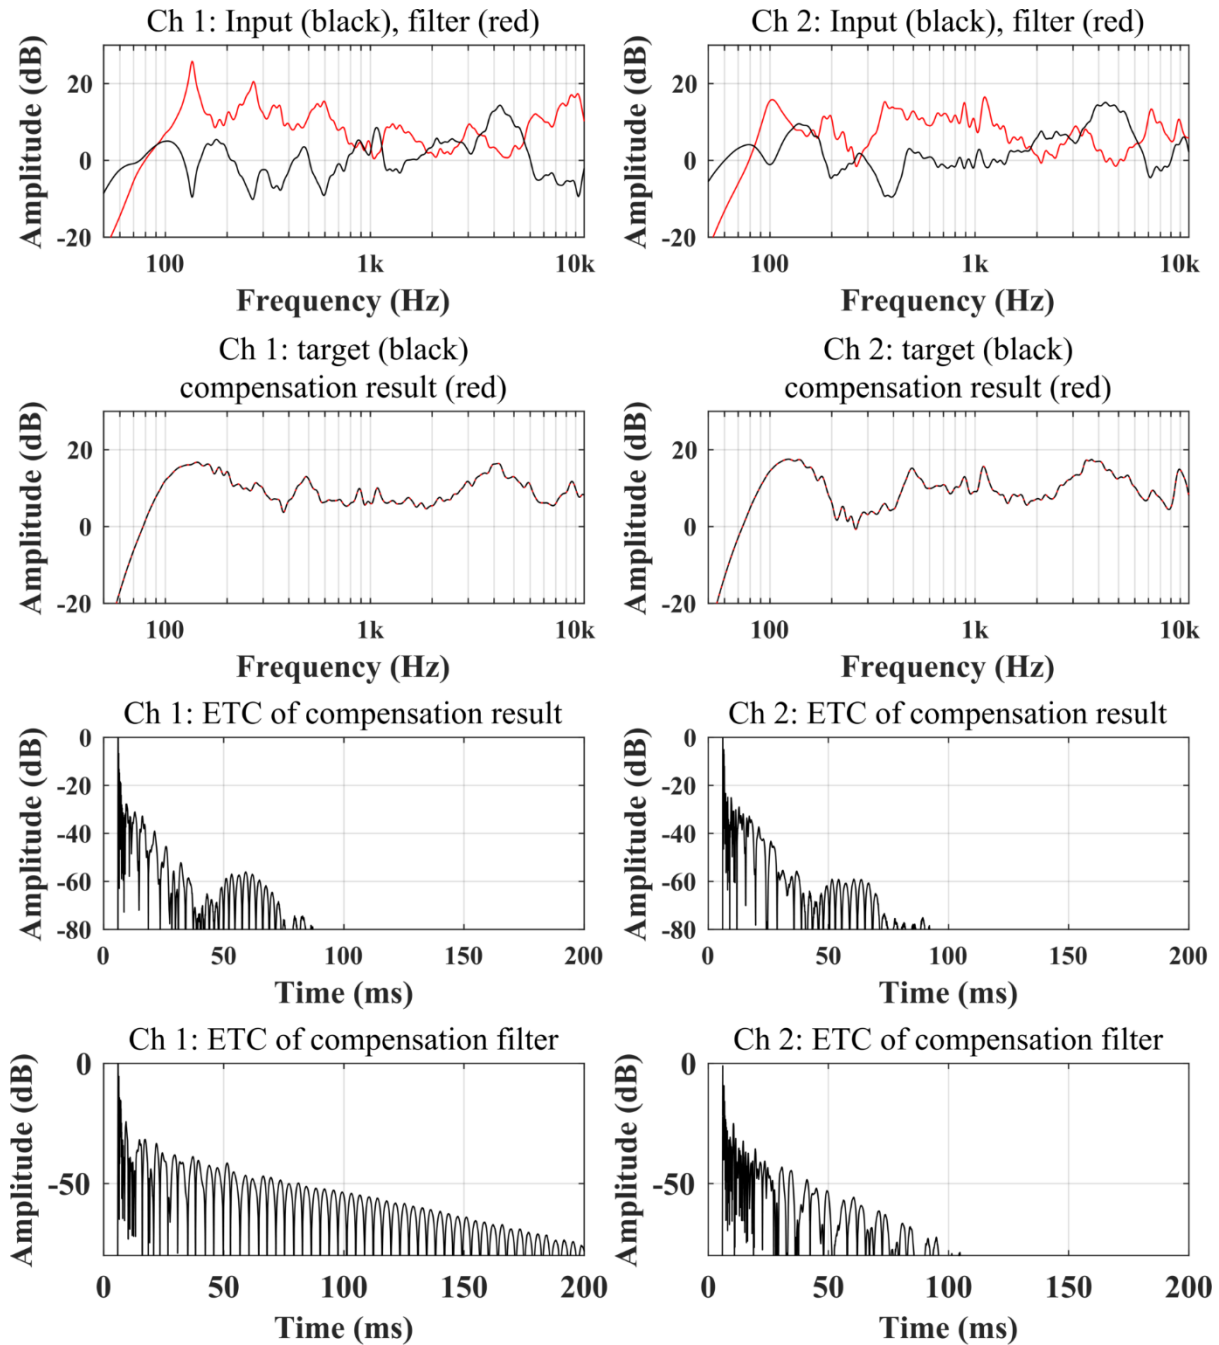 Ch 1: Input (black), filter (red)
Amplitude (dB)
20
0
-20
100
1k
10k
Frequency (Hz)
Ch 2: Input (black), filter (red)
Amplitude (dB)
20
0
-20
100
1k
10k
Frequency (Hz)
Ch 1: target (black)
compensation result (red)
Amplitude (dB)
20
0
-20
100
1k
10k
Frequency (Hz)
Ch 2: target (black)
compensation result (red)
Amplitude (dB)
20
0
-20
100
1k
10k
Frequency (Hz)
Ch 1: ETC of compensation result
Amplitude (dB)
0
-20
-40
-60
-80
0
50
100
150
200
Time (ms)
Ch 2: ETC of compensation result
Amplitude (dB)
0
-20
-40
-60
-80
0
50
100
150
200
Time (ms)
Ch 1: ETC of compensation filter
Amplitude (dB)
0
-50
0
50
100
150
200
Time (ms)
Ch 2: ETC of compensation filter
Amplitude (dB)
0
-50
0
50
100
150
200
Time (ms)